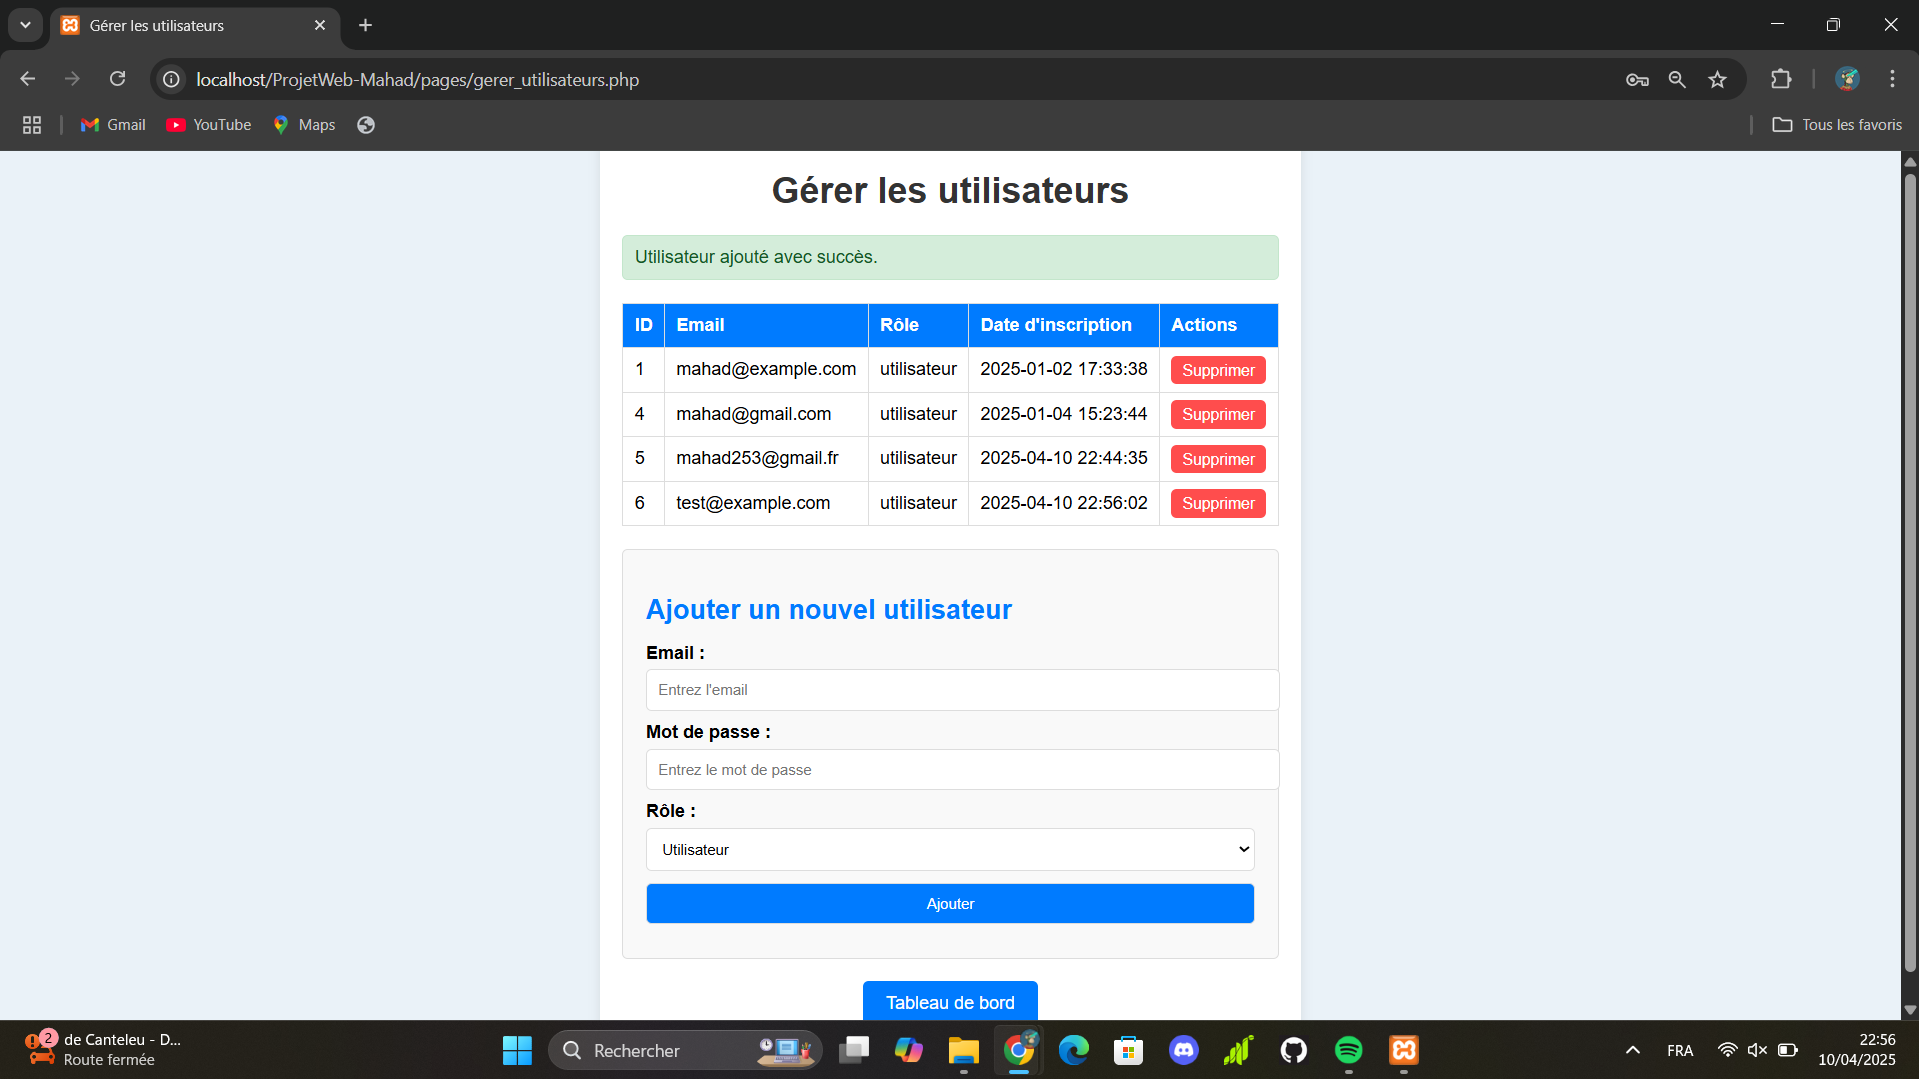 Gérer les utilisateurs
localhost/ProjetWeb-Mahad/pages/gerer_utilisateurs.php
Gmail YouTube Maps Tous les favoris
Gérer les utilisateurs
Utilisateur ajouté avec succès.
ID Email Rôle Date d'inscription Actions
1 mahad@example.com utilisateur 2025-01-02 17:33:38 Supprimer
4 mahad@gmail.com utilisateur 2025-01-04 15:23:44 Supprimer
5 mahad253@gmail.fr utilisateur 2025-04-10 22:44:35 Supprimer
6 test@example.com utilisateur 2025-04-10 22:56:02 Supprimer
Ajouter un nouvel utilisateur
Email :
Entrez l'email
Mot de passe :
Entrez le mot de passe
Rôle :
Utilisateur
Ajouter
Tableau de bord
2 de Canteleu - D...
Route fermée
Rechercher
FRA
22:56
10/04/2025